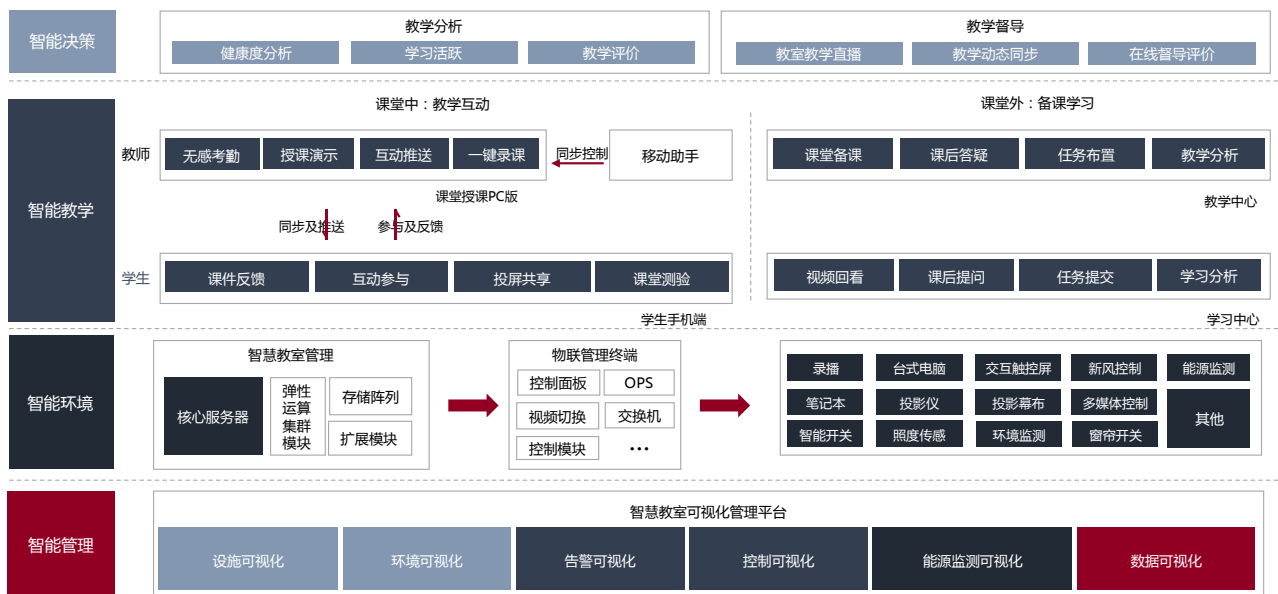 智能决策
教学分析
健康度分析
学习活跃
教学评价
教学督导
教室教学直播
教学动态同步
在线督导评价
智能教学
课堂中：教学互动
课堂外：备课学习
教师
无感考勤
授课演示
互动推送
一键录课
同步控制
移动助手
课堂备课
课后答疑
任务布置
教学分析
课堂授课PC版
教学中心
同步及推送
参与及反馈
学生
课件反馈
互动参与
投屏共享
课堂测验
视频回看
课后提问
任务提交
学习分析
学生手机端
学习中心
智能环境
智慧教室管理
核心服务器
弹性
运算
集群
模块
存储阵列
扩展模块
物联管理终端
控制面板
OPS
视频切换
交换机
控制模块
...
录播
台式电脑
交互触控屏
新风控制
能源监测
笔记本
投影仪
投影幕布
多媒体控制
其他
智能开关
照度传感
环境监测
窗帘开关
智能管理
智慧教室可视化管理平台
设施可视化
环境可视化
告警可视化
控制可视化
能源监测可视化
数据可视化